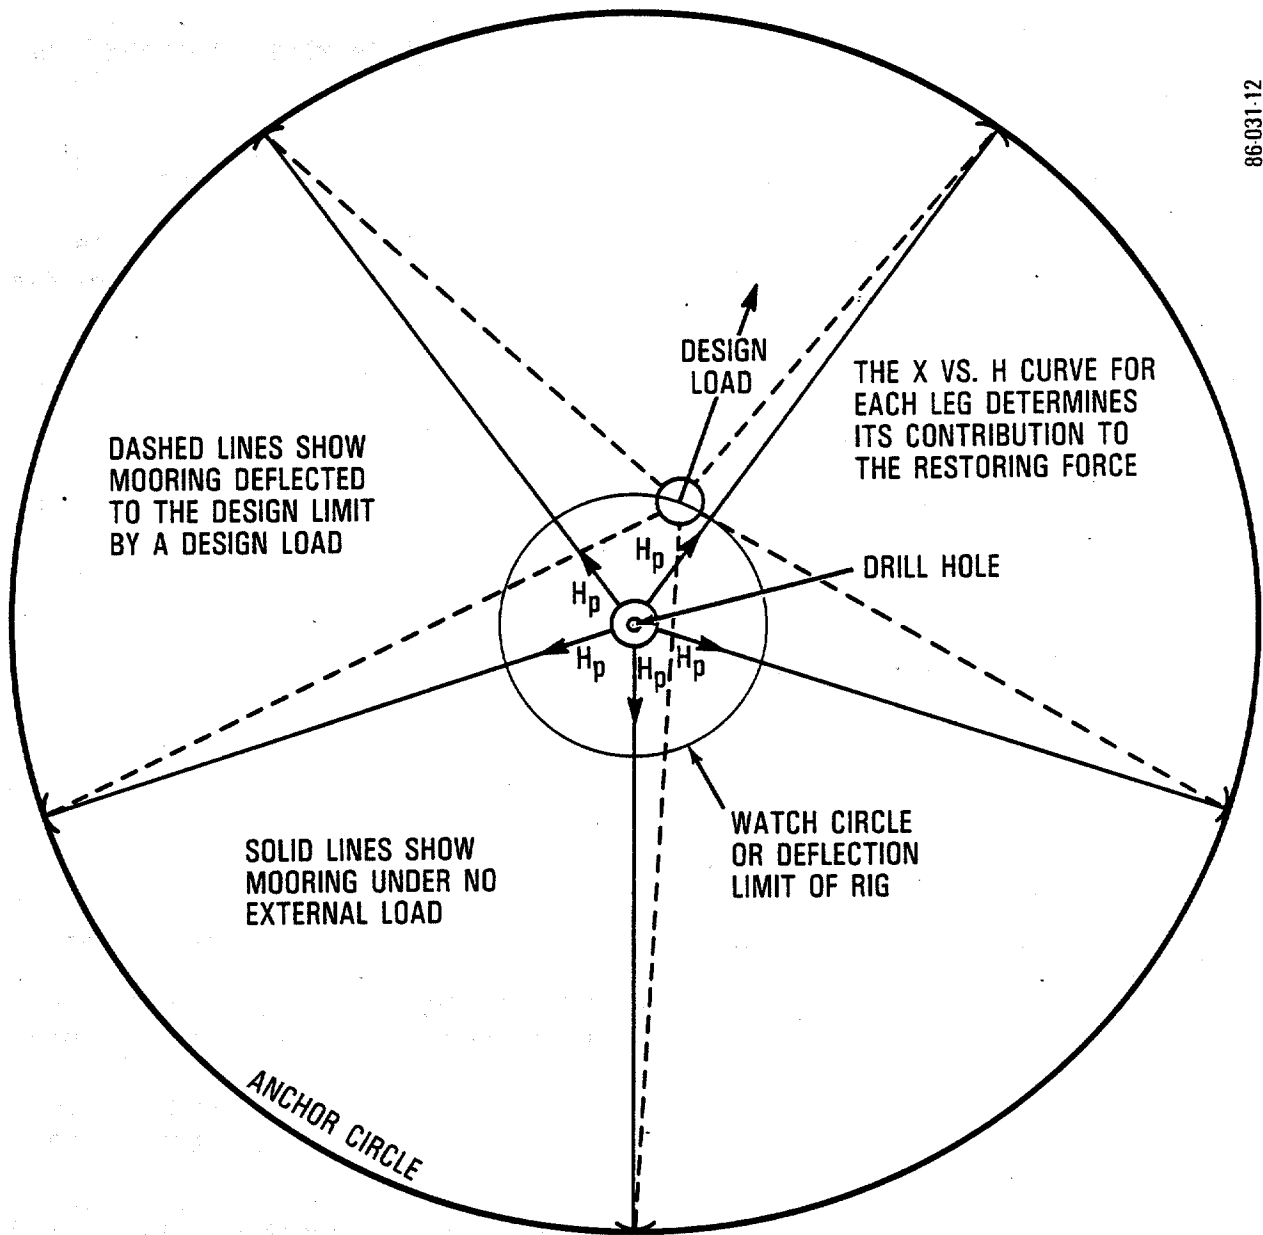 86-031-12
DESIGN
LOAD
THE X VS. H CURVE FOR
EACH LEG DETERMINES
ITS CONTRIBUTION TO
THE RESTORING FORCE
DASHED LINES SHOW
MOORING DEFLECTED
TO THE DESIGN LIMIT
BY A DESIGN LOAD
Hp
DRILL HOLE
Hp
Hp
Hp
Hp
WATCH CIRCLE
OR DEFLECTION
LIMIT OF RIG
SOLID LINES SHOW
MOORING UNDER NO
EXTERNAL LOAD
ANCHOR CIRCLE